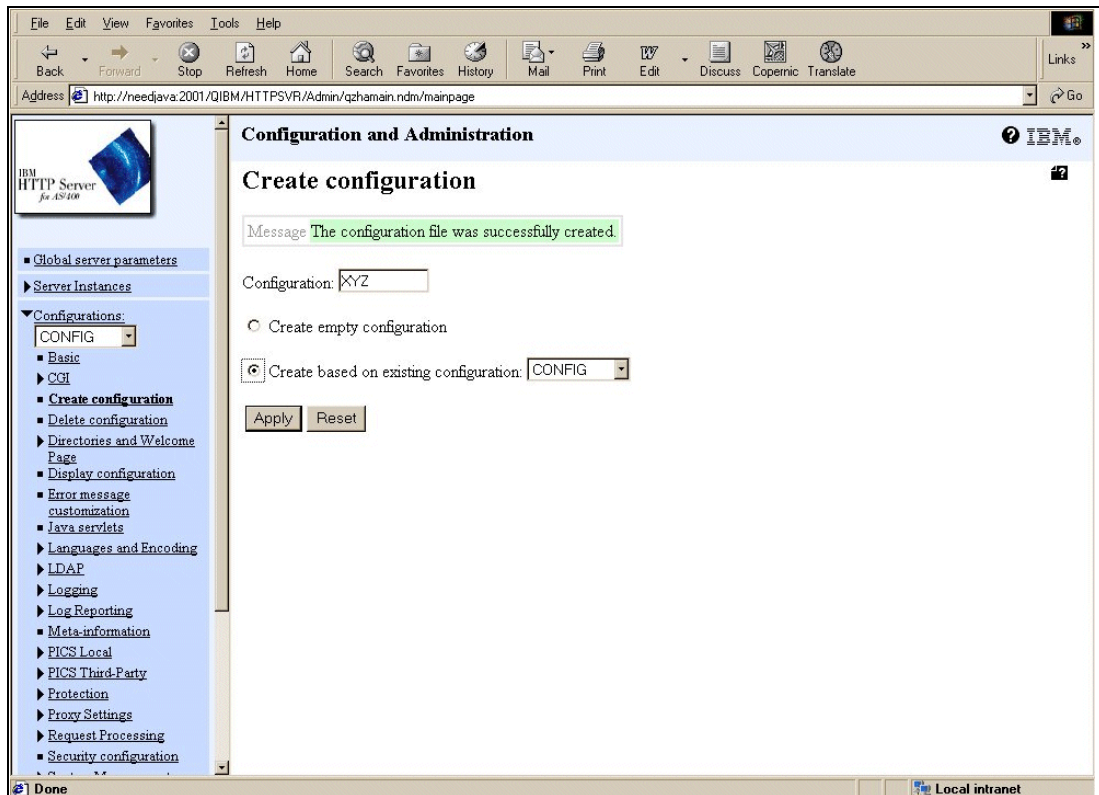 File Edit View Favorites Tools Help
Back Forward Stop Refresh Home Search Favorites History Mail Print Edit Discuss Copernic Translate
Links »
Address http://needjava:2001/QIBM/HTTPSVR/Admin/qzhamain.ndm/mainpage Go
IBM
HTTP Server
for AS/400
Global server parameters
Server Instances
Configurations:
CONFIG
Basic
CGI
Create configuration
Delete configuration
Directories and Welcome
Page
Display configuration
Error message
customization
Java servlets
Languages and Encoding
LDAP
Logging
Log Reporting
Meta-information
PICS Local
PICS Third-Party
Protection
Proxy Settings
Request Processing
Security configuration
Configuration and Administration
IBM®
Create configuration
Message The configuration file was successfully created.
Configuration: XYZ
Create empty configuration
Create based on existing configuration: CONFIG
Apply Reset
Done Local intranet